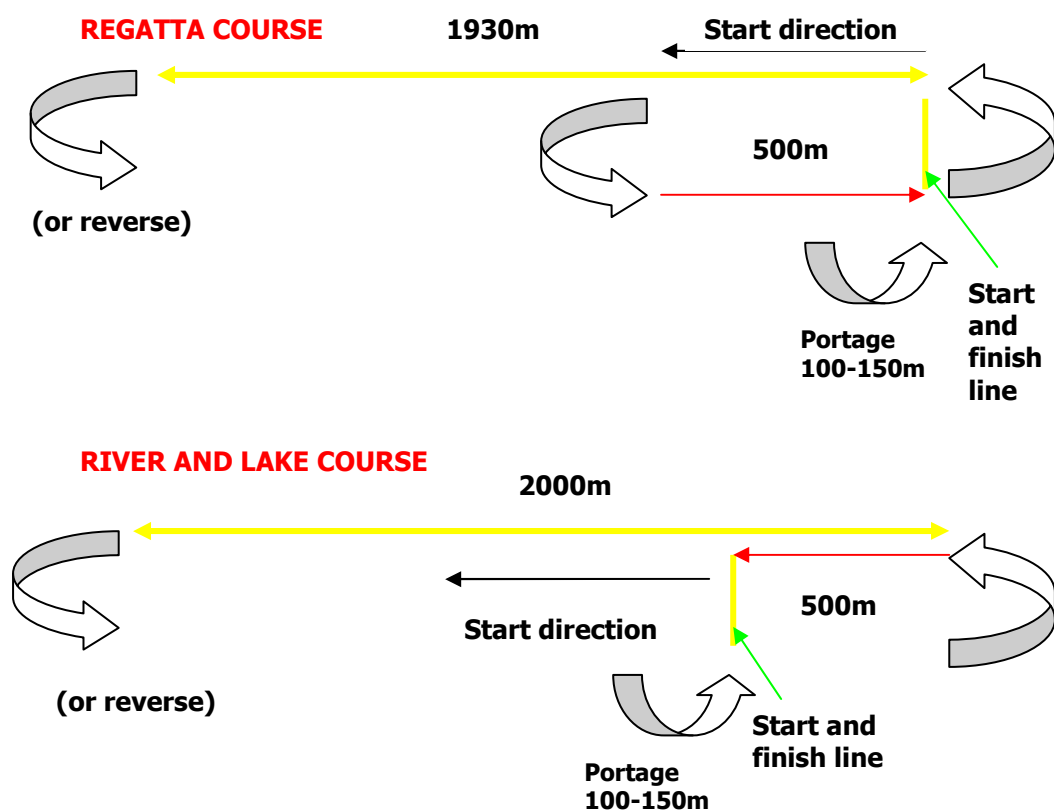 REGATTA COURSE
1930m
Start direction
500m
(or reverse)
Start
and
finish
line
Portage
100-150m
RIVER AND LAKE COURSE
2000m
500m
Start direction
(or reverse)
Start and
finish line
Portage
100-150m